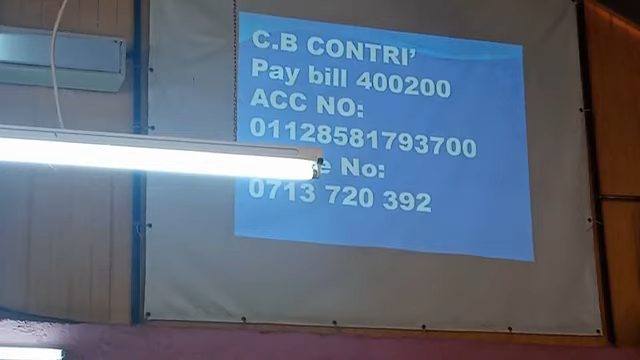 C.B CONTRI’
Pay bill 400200
ACC NO:
01128581793700
No:
0713 720 392